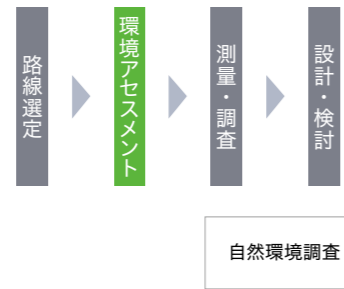 路線選定
環境アセスメント
測量・調査
設計・検討
自然環境調査